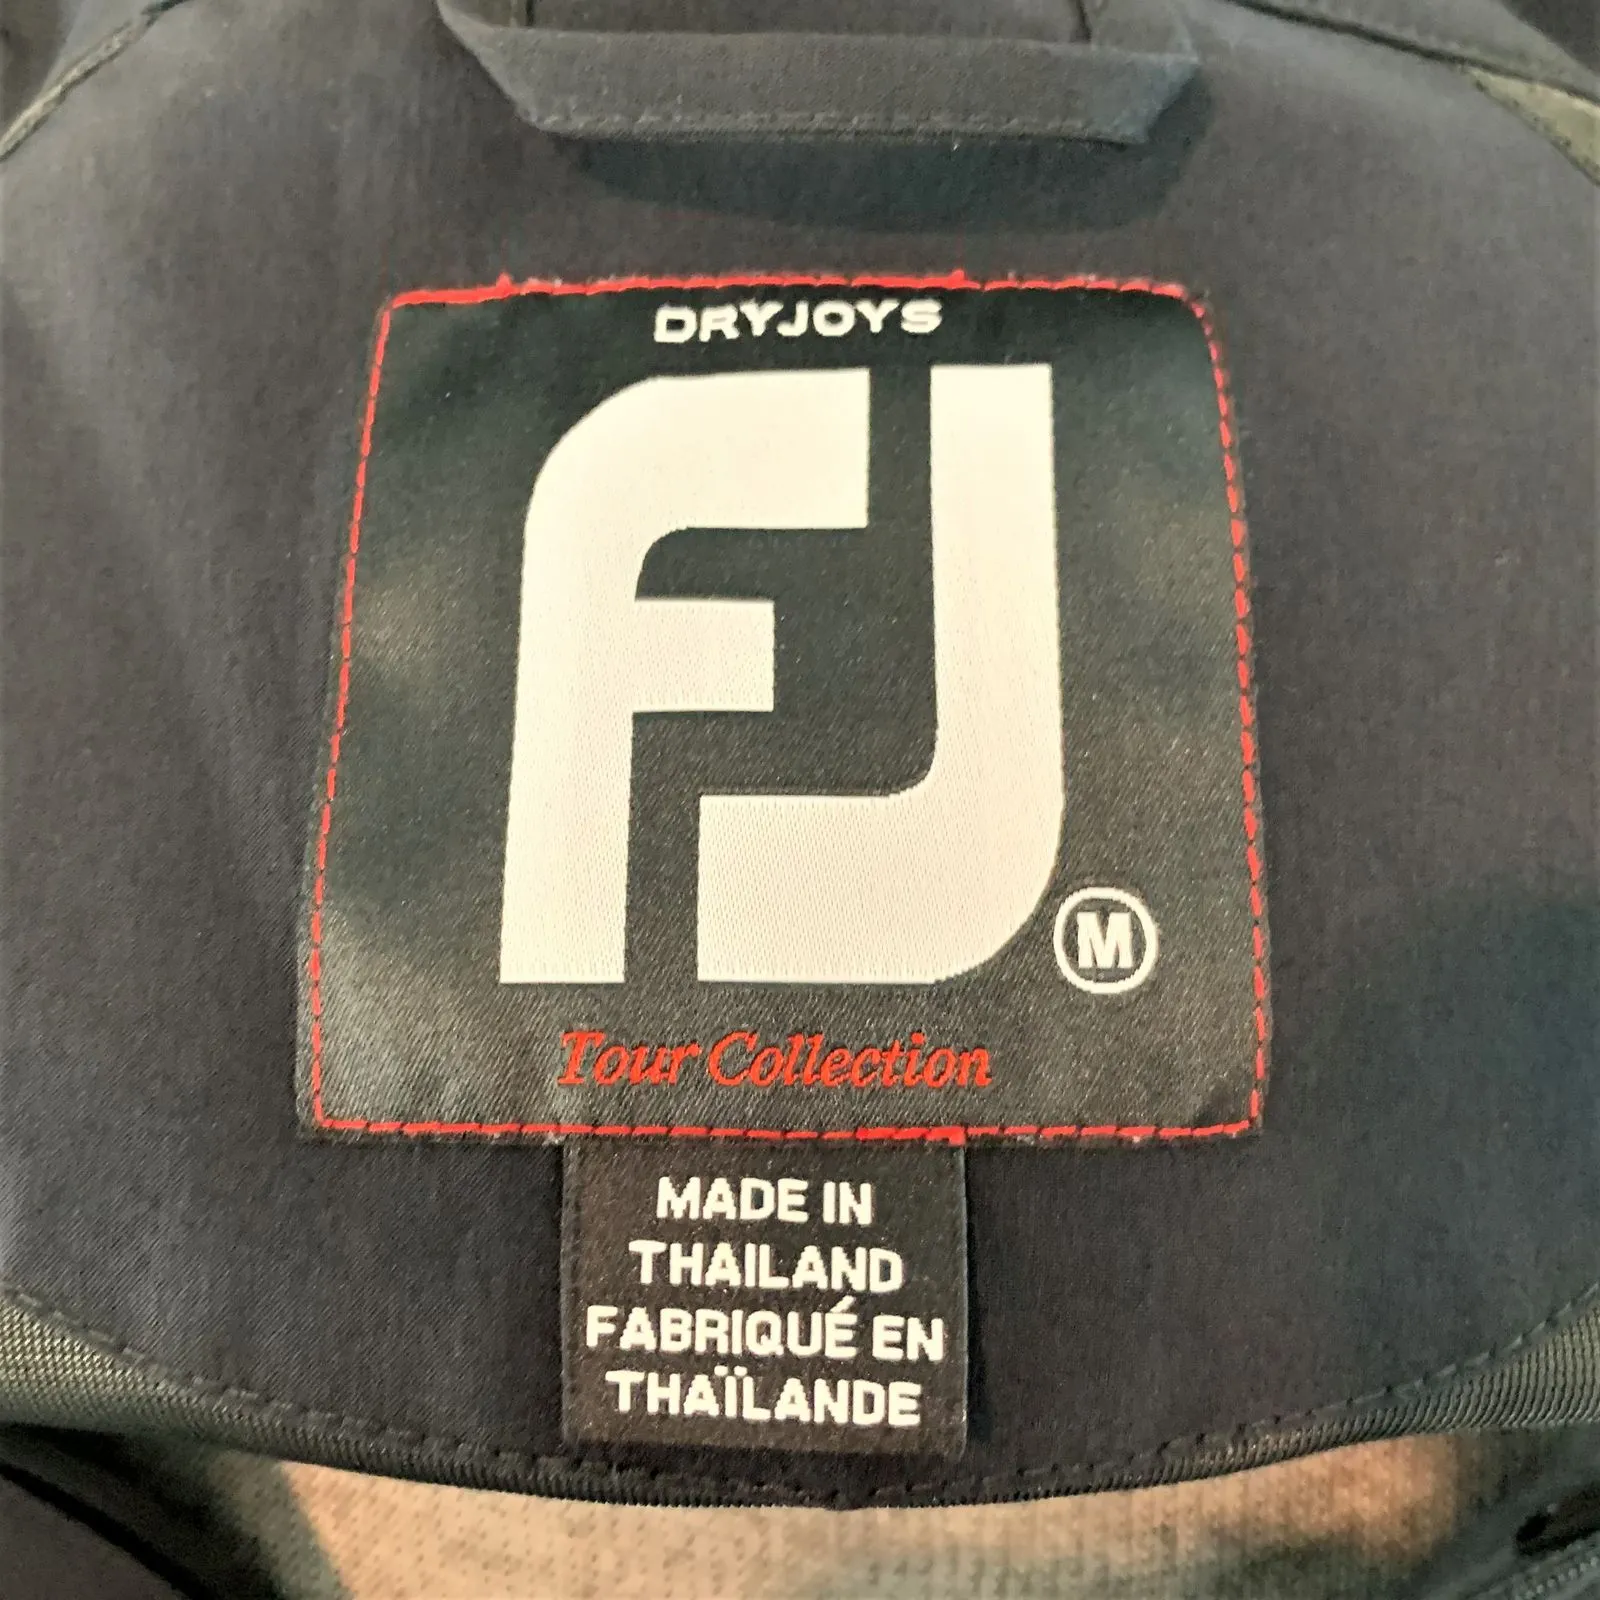 DRYJOYS
FJ
M
Tour Collection
MADE IN
THAILAND
FABRIQUÉ EN
THAÏLANDE